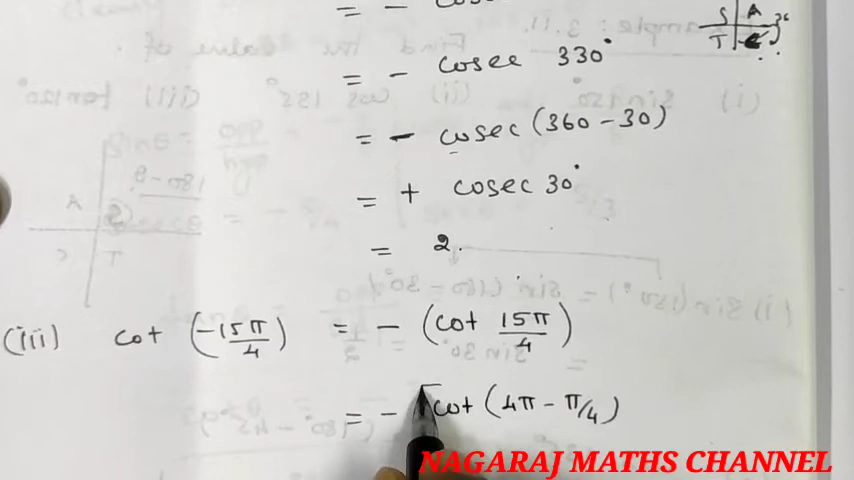 = - cosec 330°
= - cosec (360 - 30)
= + cosec 30°
= 2.
(iii) cot (-15π/4) = - (cot 15π/4)
= - [cot (4π - π/4)
S A
T C
NAGARAJ MATHS CHANNEL